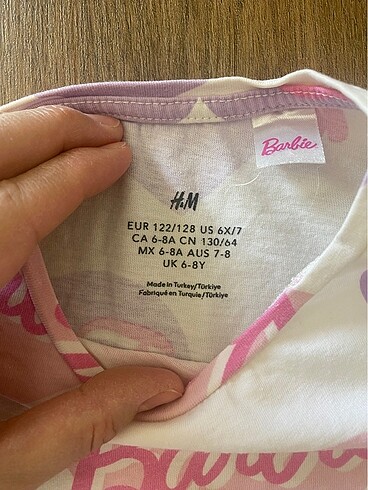 Barbie
H&M
EUR 122/128 US 6X/7
CA 6-8A CN 130/64
MX 6-8A AUS 7-8
UK 6-8Y
Made in Turkey/Türkiye
Fabriqué en Turquie/Türkiye
Barbie